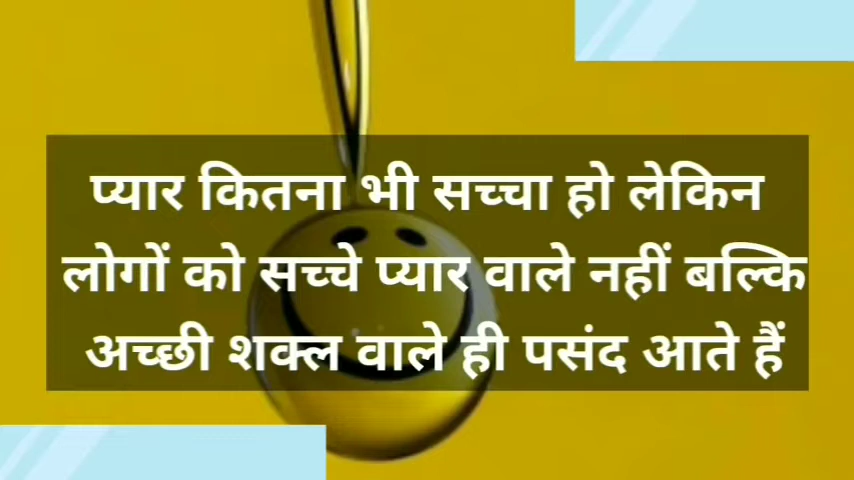 प्यार कितना भी सच्चा हो लेकिन
लोगों को सच्चे प्यार वाले नहीं बल्कि
अच्छी शक्ल वाले ही पसंद आते हैं